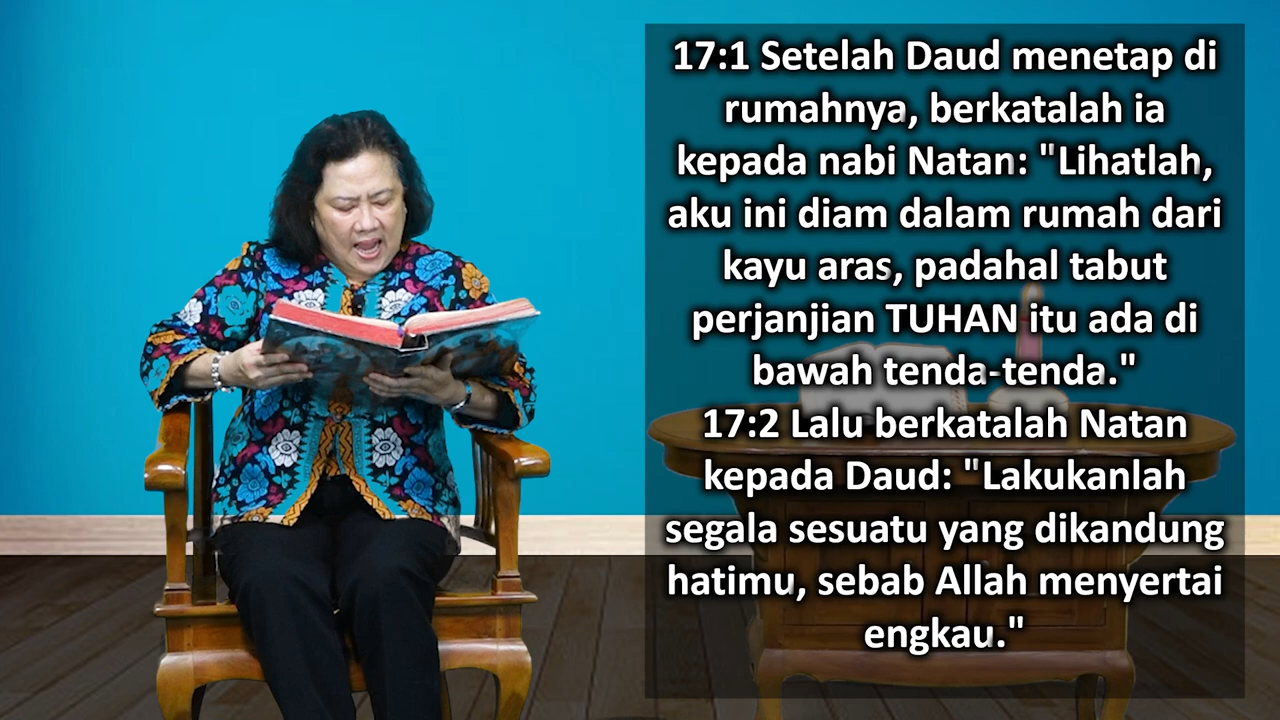 17:1 Setelah Daud menetap di
rumahnya, berkatalah ia
kepada nabi Natan: "Lihatlah,
aku ini diam dalam rumah dari
kayu aras, padahal tabut
perjanjian TUHAN itu ada di
bawah tenda-tenda."
17:2 Lalu berkatalah Natan
kepada Daud: "Lakukanlah
segala sesuatu yang dikandung
hatimu, sebab Allah menyertai
engkau."